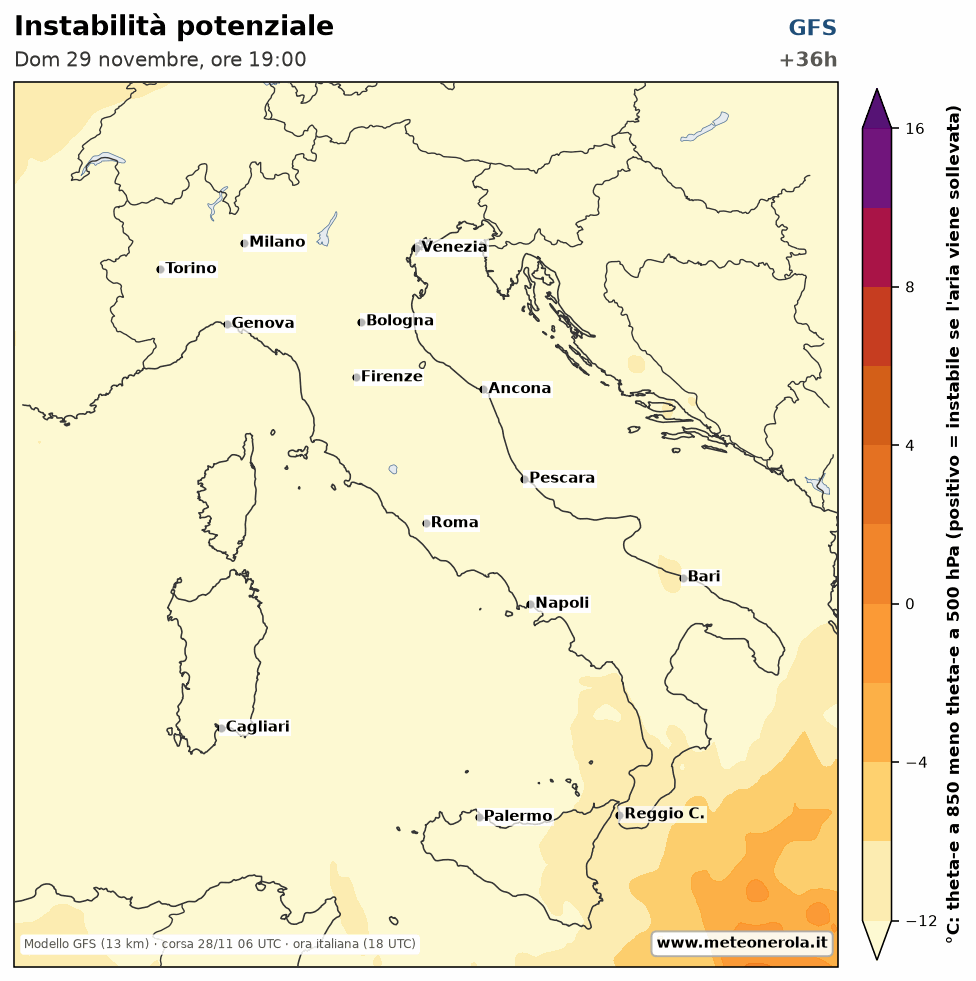 Instabilità potenziale
GFS
Dom 29 novembre, ore 19:00
+36h
16
8
4
0
−4
−12
°C: theta-e a 850 meno theta-e a 500 hPa (positivo = instabile se l'aria viene sollevata)
Milano
Venezia
Torino
Genova
Bologna
Firenze
Ancona
Pescara
Roma
Bari
Napoli
Cagliari
Palermo
Reggio C.
Modello GFS (13 km) · corsa 28/11 06 UTC · ora italiana (18 UTC)
www.meteonerola.it